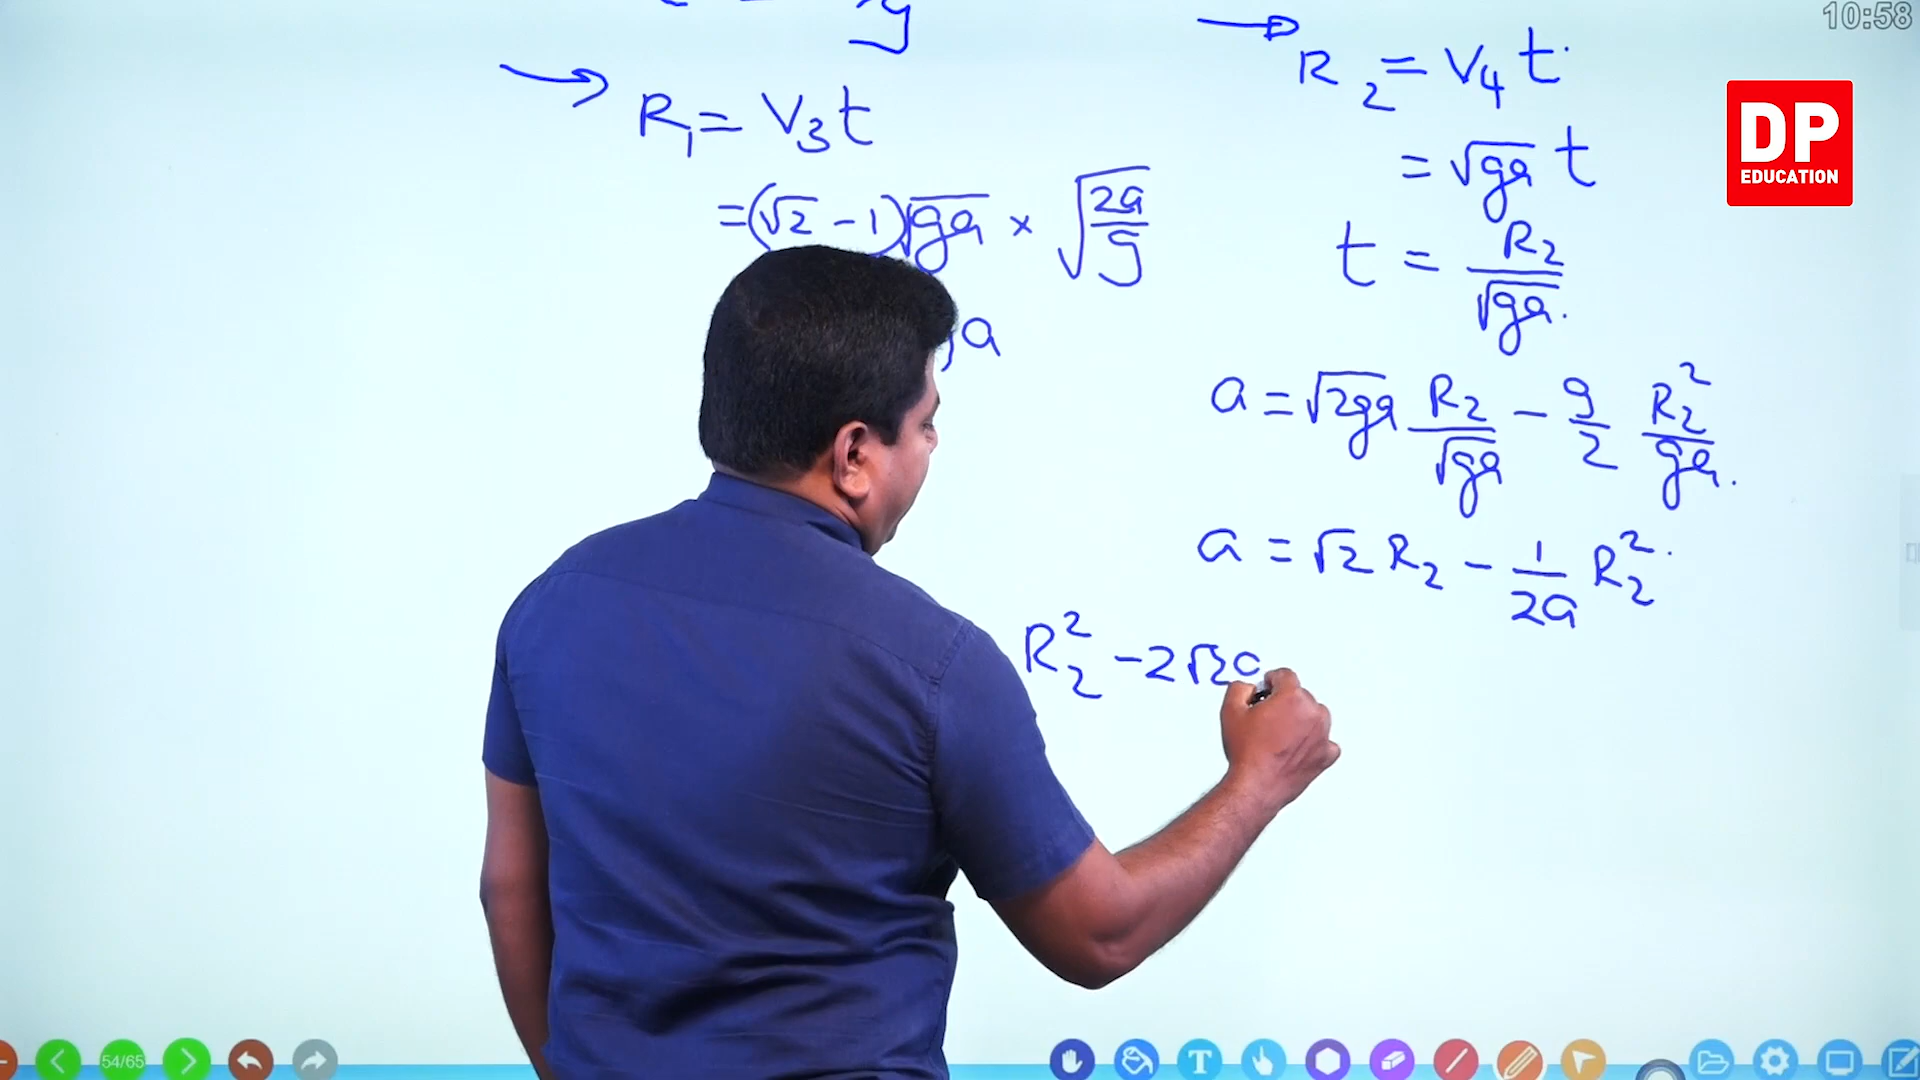 10:58
DP
EDUCATION
R₁ = V₃t
= (√2 - 1)√ga × √(2a/g)
a
R₂ = V₄ t
= √ga t
t = R₂/√ga
a = √2ga R₂/√ga - g/2 R₂²/ga
a = √2 R₂ - 1/2a R₂²
R₂² - 2√2a
54/65
T